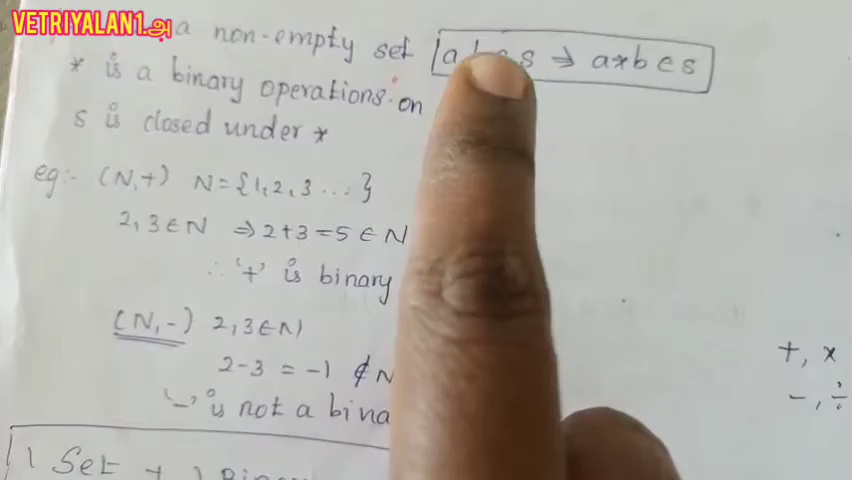 VETRIYALAN1.அ
a non-empty set a b s ⇒ a*b ∈ s
* is a binary operations on
s is closed under *
eg:- (N,+) N={1,2,3...}
2,3∈N ⇒2+3=5∈N
∴ '+' is binary
(N,-) 2,3∈N
2-3 = -1 ∉N
+, ×
'-' is not a
-, ÷
1 Set +